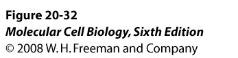 Figure 20-32
Molecular Cell Biology, Sixth Edition
© 2008 W. H. Freeman and Company